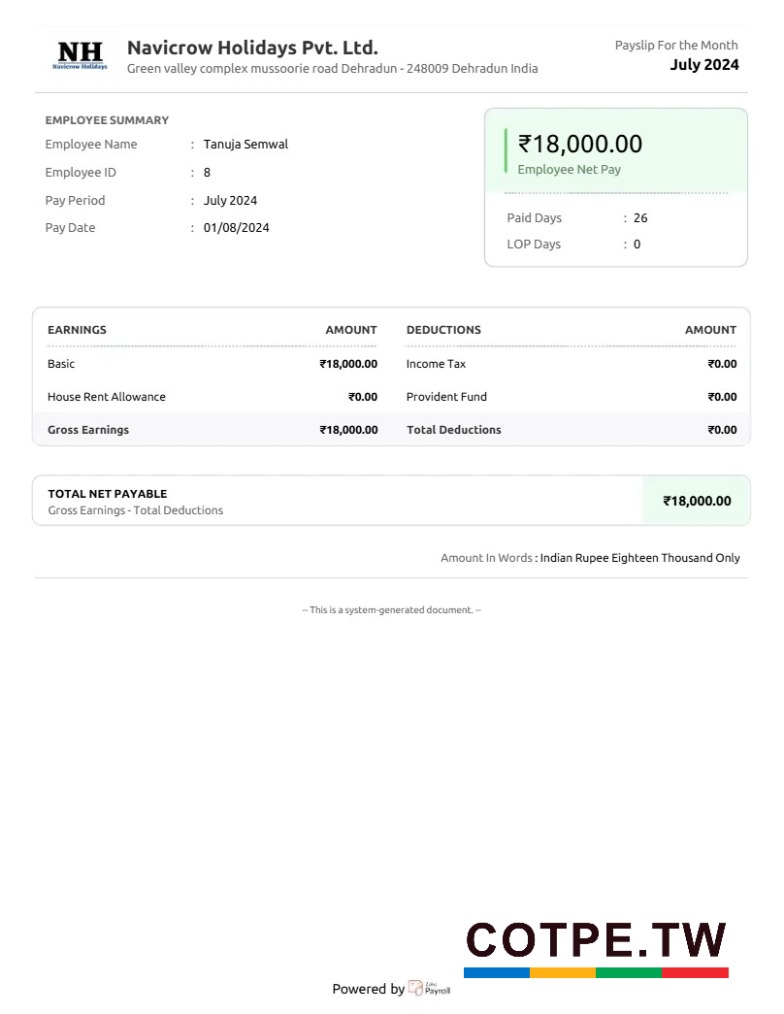 NH
Navicrow Holidays
Navicrow Holidays Pvt. Ltd.
Green valley complex mussoorie road Dehradun - 248009 Dehradun India
Payslip For the Month
July 2024
EMPLOYEE SUMMARY
Employee Name : Tanuja Semwal
Employee ID : 8
Pay Period : July 2024
Pay Date : 01/08/2024
₹18,000.00
Employee Net Pay
Paid Days : 26
LOP Days : 0
EARNINGS AMOUNT DEDUCTIONS AMOUNT
Basic ₹18,000.00 Income Tax ₹0.00
House Rent Allowance ₹0.00 Provident Fund ₹0.00
Gross Earnings ₹18,000.00 Total Deductions ₹0.00
TOTAL NET PAYABLE
Gross Earnings - Total Deductions
₹18,000.00
Amount In Words : Indian Rupee Eighteen Thousand Only
-- This is a system-generated document. --
COTPE.TW
Powered by Zoho Payroll